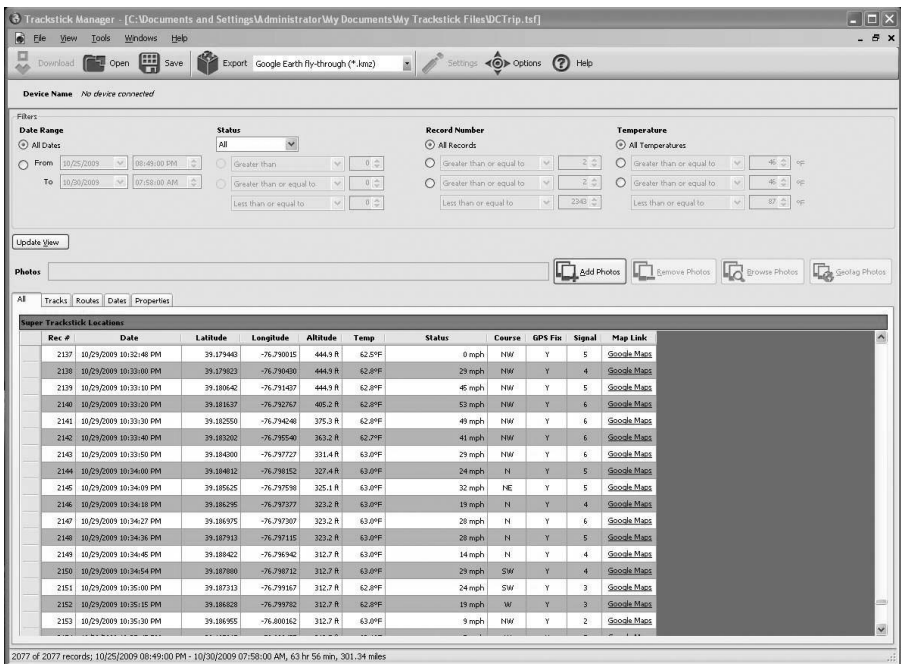 Trackstick Manager - [C:\Documents and Settings\Administrator\My Documents\My Trackstick Files\DCTrip.tsf]
File View Tools Windows Help
Download Open Save Export Google Earth fly-through (*.kmz) Settings Options Help
Device Name No device connected
Filters
Date Range Status Record Number Temperature
All Dates All All Records All Temperatures
From 10/25/2009 08:49:00 PM Greater than 0 Greater than or equal to 2 Greater than or equal to 46 °F
To 10/30/2009 07:58:00 AM Greater than or equal to 0 Greater than or equal to 2 Greater than or equal to 46 °F
Less than or equal to 0 Less than or equal to 2343 Less than or equal to 87 °F
Update View
Photos Add Photos Remove Photos Browse Photos Geotag Photos
All Tracks Routes Dates Properties
Super Trackstick Locations
Rec # Date Latitude Longitude Altitude Temp Status Course GPS Fix Signal Map Link
2137 10/29/2009 10:32:48 PM 39.179443 -76.790015 444.9 ft 62.5°F 0 mph NW Y 5 Google Maps
2138 10/29/2009 10:33:00 PM 39.179823 -76.790430 444.9 ft 62.8°F 29 mph NW Y 4 Google Maps
2139 10/29/2009 10:33:10 PM 39.180642 -76.791437 444.9 ft 62.8°F 45 mph NW Y 5 Google Maps
2140 10/29/2009 10:33:20 PM 39.181637 -76.792767 405.2 ft 62.8°F 53 mph NW Y 6 Google Maps
2141 10/29/2009 10:33:30 PM 39.182550 -76.794248 375.3 ft 62.8°F 49 mph NW Y 6 Google Maps
2142 10/29/2009 10:33:40 PM 39.183202 -76.795540 363.2 ft 62.7°F 41 mph NW Y 6 Google Maps
2143 10/29/2009 10:33:50 PM 39.184300 -76.797727 331.4 ft 63.0°F 29 mph NW Y 6 Google Maps
2144 10/29/2009 10:34:00 PM 39.184812 -76.798152 327.4 ft 63.0°F 24 mph N Y 5 Google Maps
2145 10/29/2009 10:34:09 PM 39.185625 -76.797598 325.1 ft 63.0°F 32 mph NE Y 5 Google Maps
2146 10/29/2009 10:34:18 PM 39.186295 -76.797377 323.2 ft 63.0°F 19 mph N Y 4 Google Maps
2147 10/29/2009 10:34:27 PM 39.186975 -76.797307 323.2 ft 63.0°F 28 mph N Y 6 Google Maps
2148 10/29/2009 10:34:36 PM 39.187913 -76.797115 323.2 ft 63.0°F 28 mph N Y 5 Google Maps
2149 10/29/2009 10:34:45 PM 39.188422 -76.796942 312.7 ft 63.0°F 14 mph N Y 4 Google Maps
2150 10/29/2009 10:34:54 PM 39.187880 -76.798712 312.7 ft 63.0°F 29 mph SW Y 4 Google Maps
2151 10/29/2009 10:35:00 PM 39.187313 -76.799167 312.7 ft 62.8°F 24 mph SW Y 3 Google Maps
2152 10/29/2009 10:35:15 PM 39.186828 -76.799782 312.7 ft 62.8°F 19 mph W Y 3 Google Maps
2153 10/29/2009 10:35:30 PM 39.186955 -76.800162 312.7 ft 63.0°F 9 mph NW Y 2 Google Maps
2077 of 2077 records; 10/25/2009 08:49:00 PM - 10/30/2009 07:58:00 AM, 63 hr 56 min, 301.34 miles